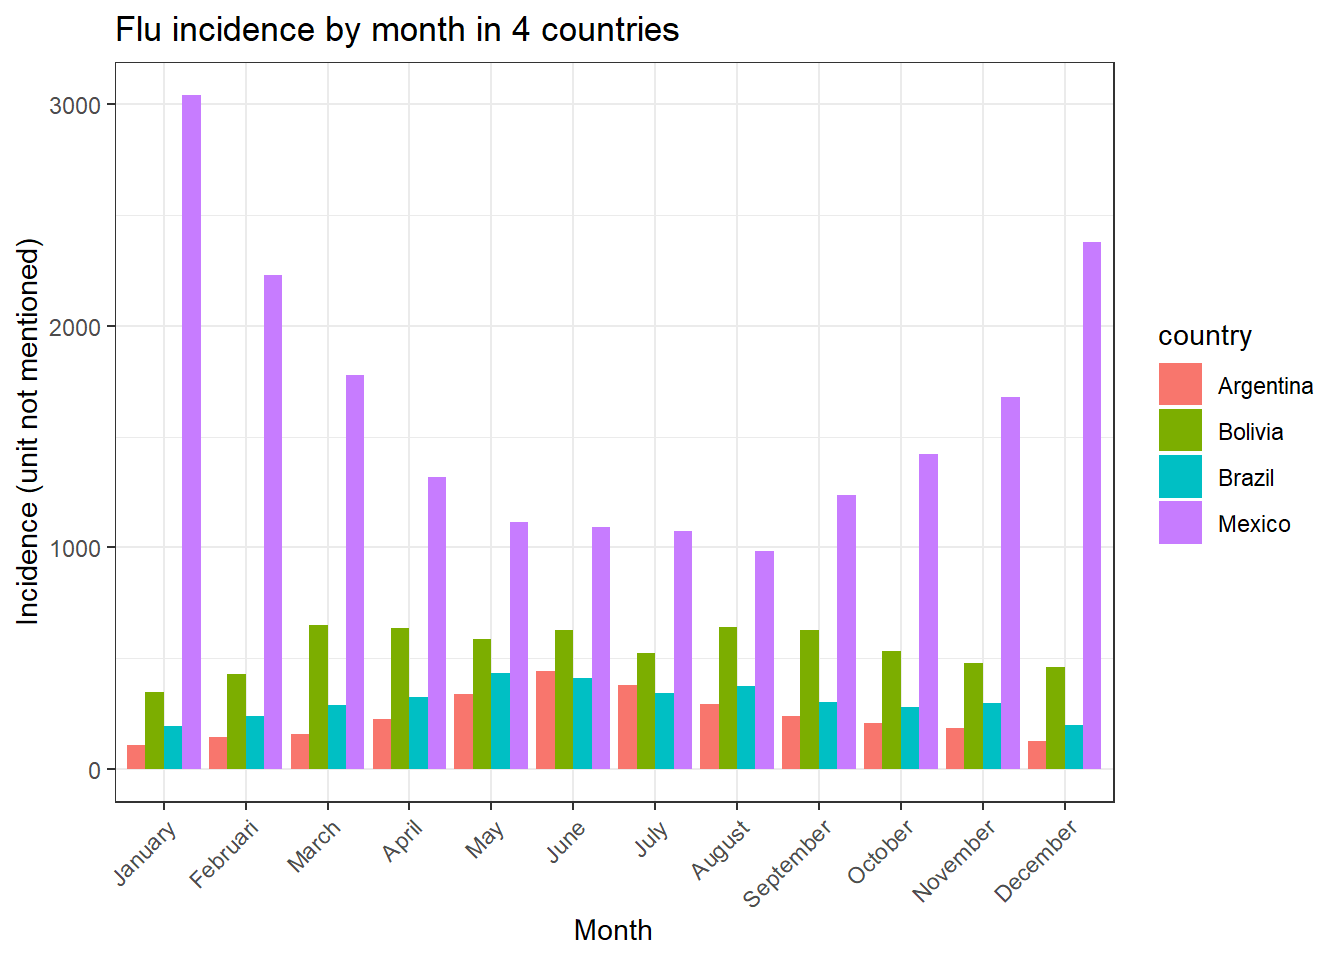 Flu incidence by month in 4 countries
3000
2000
1000
0
Incidence (unit not mentioned)
January
Februari
March
April
May
June
July
August
September
October
November
December
Month
country
Argentina
Bolivia
Brazil
Mexico